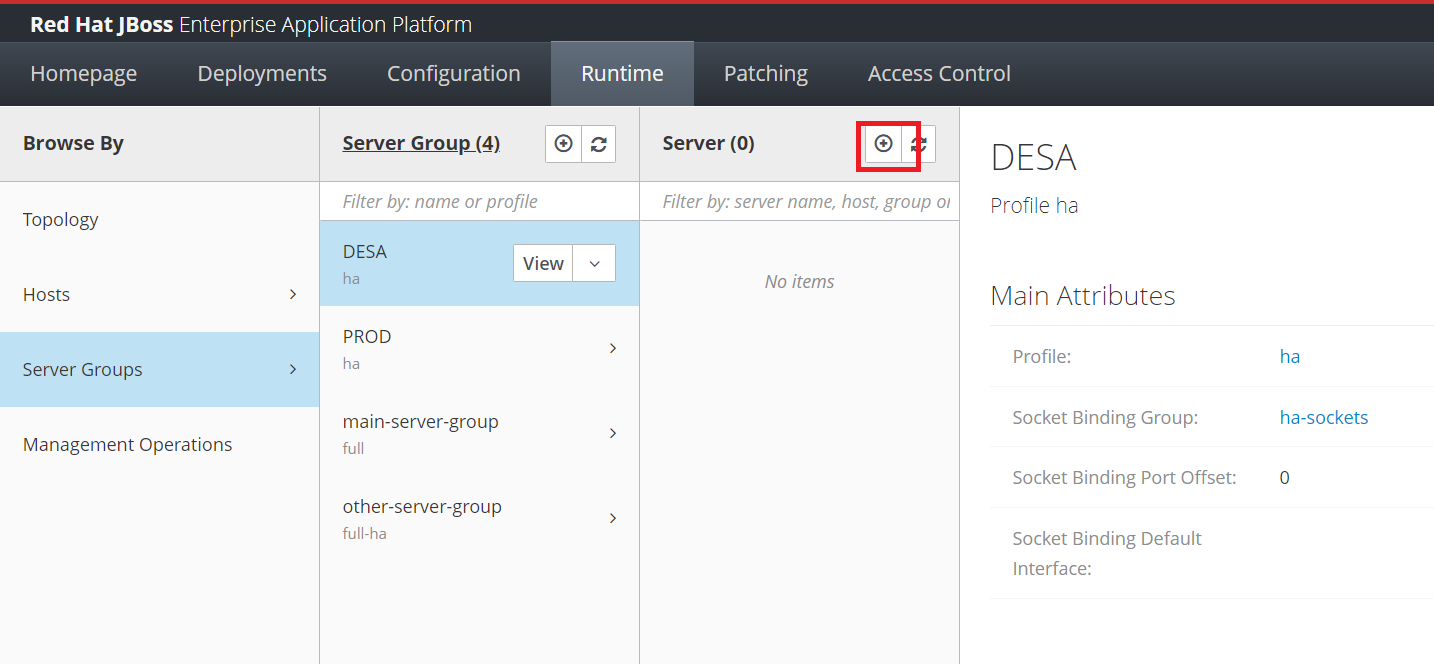 Red Hat JBoss Enterprise Application Platform
Homepage Deployments Configuration Runtime Patching Access Control
Browse By
Topology
Hosts
Server Groups
Management Operations
Server Group (4)
Filter by: name or profile
DESA
ha
View
PROD
ha
main-server-group
full
other-server-group
full-ha
Server (0)
Filter by: server name, host, group or
No items
DESA
Profile ha
Main Attributes
Profile: ha
Socket Binding Group: ha-sockets
Socket Binding Port Offset: 0
Socket Binding Default
Interface: